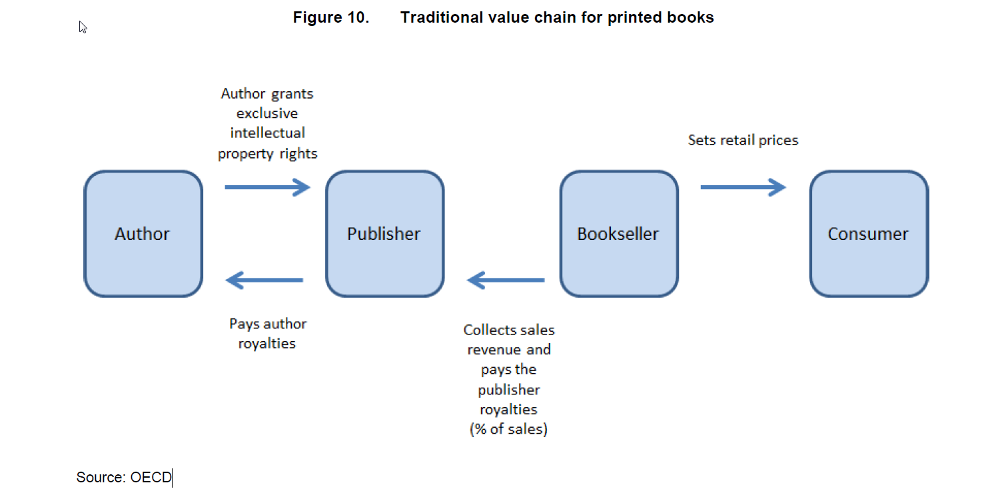 Figure 10. Traditional value chain for printed books
Author grants
exclusive
intellectual
property rights
Sets retail prices
Author
Publisher
Bookseller
Consumer
Pays author
royalties
Collects sales
revenue and
pays the
publisher
royalties
(% of sales)
Source: OECD